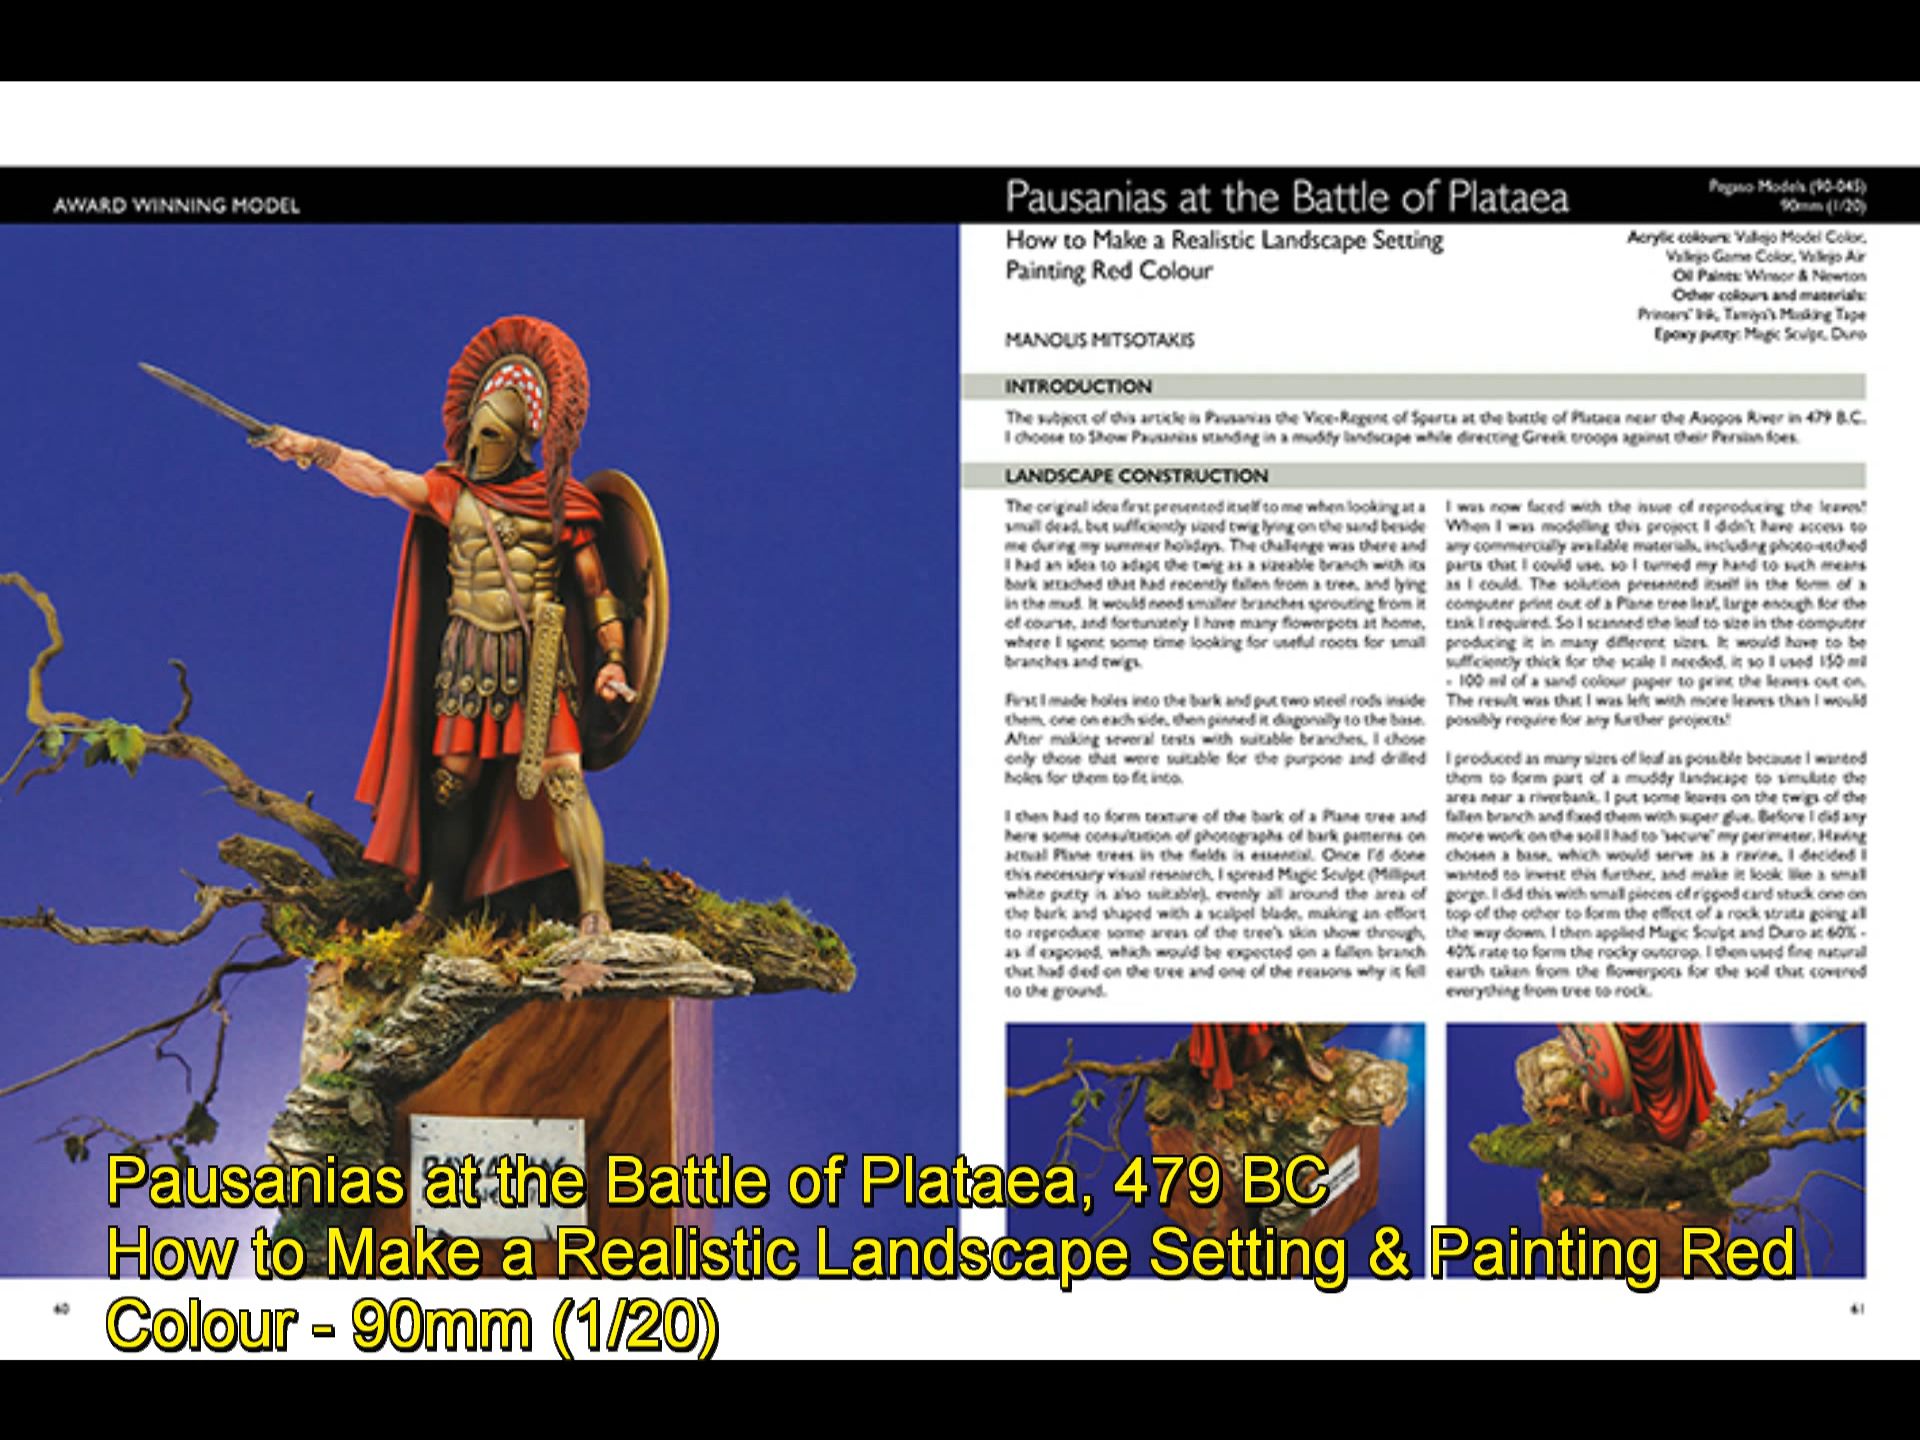 AWARD WINNING MODEL
Pausanias at the Battle of Plataea
Pegaso Models (90-045)
90mm (1/20)
How to Make a Realistic Landscape Setting
Painting Red Colour
MANOLIS MITSOTAKIS
Acrylic colours: Vallejo Model Color,
Vallejo Game Color, Vallejo Air
Oil Paints: Winsor & Newton
Other colours and materials:
Printers' Ink, Tamiya's Masking Tape
Epoxy putty: Magic Sculpt, Duro
INTRODUCTION
The subject of this article is Pausanias the Vice-Regent of Sparta at the battle of Plataea near the Asopos River in 479 B.C.
I choose to Show Pausanias standing in a muddy landscape while directing Greek troops against their Persian foes.
LANDSCAPE CONSTRUCTION
The original idea first presented itself to me when looking at a
small dead, but sufficiently sized twig lying on the sand beside
me during my summer holidays. The challenge was there and
I had an idea to adapt the twig as a sizeable branch with its
bark attached that had recently fallen from a tree, and lying
in the mud. It would need smaller branches sprouting from it
of course, and fortunately I have many flowerpots at home,
where I spent some time looking for useful roots for small
branches and twigs.
First I made holes into the bark and put two steel rods inside
them, one on each side, then pinned it diagonally to the base.
After making several tests with suitable branches, I chose
only those that were suitable for the purpose and drilled
holes for them to fit into.
I then had to form texture of the bark of a Plane tree and
here some consultation of photographs of bark patterns on
actual Plane trees in the fields is essential. Once I'd done
this necessary visual research, I spread Magic Sculpt (Milliput
white putty is also suitable), evenly all around the area of
the bark and shaped with a scalpel blade, making an effort
to reproduce some areas of the tree's skin show through,
as if exposed, which would be expected on a fallen branch
that had died on the tree and one of the reasons why it fell
to the ground.
I was now faced with the issue of reproducing the leaves!
When I was modelling this project I didn't have access to
any commercially available materials, including photo-etched
parts that I could use, so I turned my hand to such means
as I could. The solution presented itself in the form of a
computer print out of a Plane tree leaf, large enough for the
task I required. So I scanned the leaf to size in the computer
producing it in many different sizes. It would have to be
sufficiently thick for the scale I needed, it so I used 150 ml
- 100 ml of a sand colour paper to print the leaves out on.
The result was that I was left with more leaves than I would
possibly require for any further projects!
I produced as many sizes of leaf as possible because I wanted
them to form part of a muddy landscape to simulate the
area near a riverbank. I put some leaves on the twigs of the
fallen branch and fixed them with super glue. Before I did any
more work on the soil I had to 'secure' my perimeter. Having
chosen a base, which would serve as a ravine, I decided I
wanted to invest this further, and make it look like a small
gorge. I did this with small pieces of ripped card stuck one on
top of the other to form the effect of a rock strata going all
the way down. I then applied Magic Sculpt and Duro at 60% -
40% rate to form the rocky outcrop. I then used fine natural
earth taken from the flowerpots for the soil that covered
everything from tree to rock.
Pausanias at the Battle of Plataea, 479 BC
How to Make a Realistic Landscape Setting & Painting Red
Colour - 90mm (1/20)
60
61